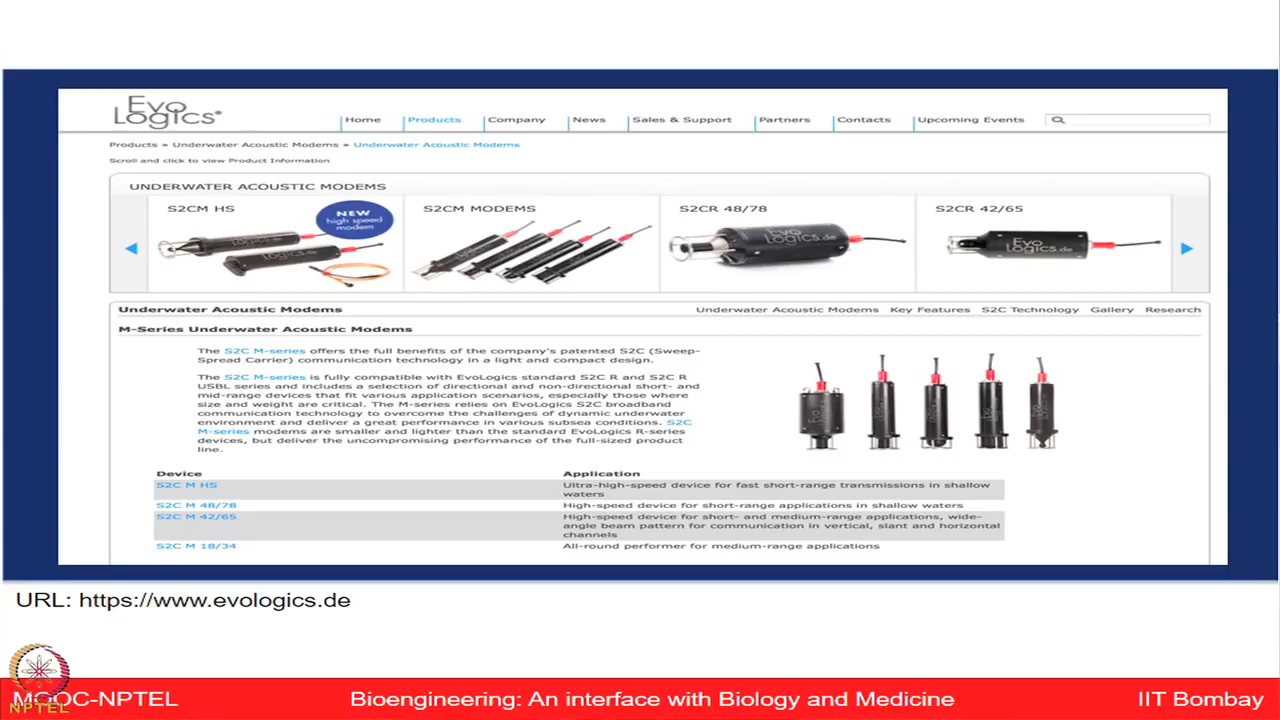 Evo
Logics®
Home
Products
Company
News
Sales & Support
Partners
Contacts
Upcoming Events
Products » Underwater Acoustic Modems » Underwater Acoustic Modems
Scroll and click to view Product Information
UNDERWATER ACOUSTIC MODEMS
S2CM HS
S2CM MODEMS
S2CR 48/78
S2CR 42/65
NEW
high speed
modem
EvoLogics.de
EvoLogics.de
Underwater Acoustic Modems
Underwater Acoustic Modems Key Features S2C Technology Gallery Research
M-Series Underwater Acoustic Modems
The S2C M-series offers the full benefits of the company's patented S2C (Sweep-
Spread Carrier) communication technology in a light and compact design.
The S2C M-series is fully compatible with EvoLogics standard S2C R and S2C R
USBL series and includes a selection of directional and non-directional short- and
mid-range devices that fit various application scenarios, especially those where
size and weight are critical. The M-series relies on EvoLogics S2C broadband
communication technology to overcome the challenges of dynamic underwater
environment and deliver a great performance in various subsea conditions. S2C
M-series modems are smaller and lighter than the standard EvoLogics R-series
devices, but deliver the uncompromising performance of the full-sized product
line.
Device
Application
S2C M HS
Ultra-high-speed device for fast short-range transmissions in shallow
waters
S2C M 48/78
High-speed device for short-range applications in shallow waters
S2C M 42/65
High-speed device for short- and medium-range applications, wide-
angle beam pattern for communication in vertical, slant and horizontal
channels
S2C M 18/34
All-round performer for medium-range applications
URL: https://www.evologics.de
MOOC-NPTEL
NPTEL
Bioengineering: An interface with Biology and Medicine
IIT Bombay